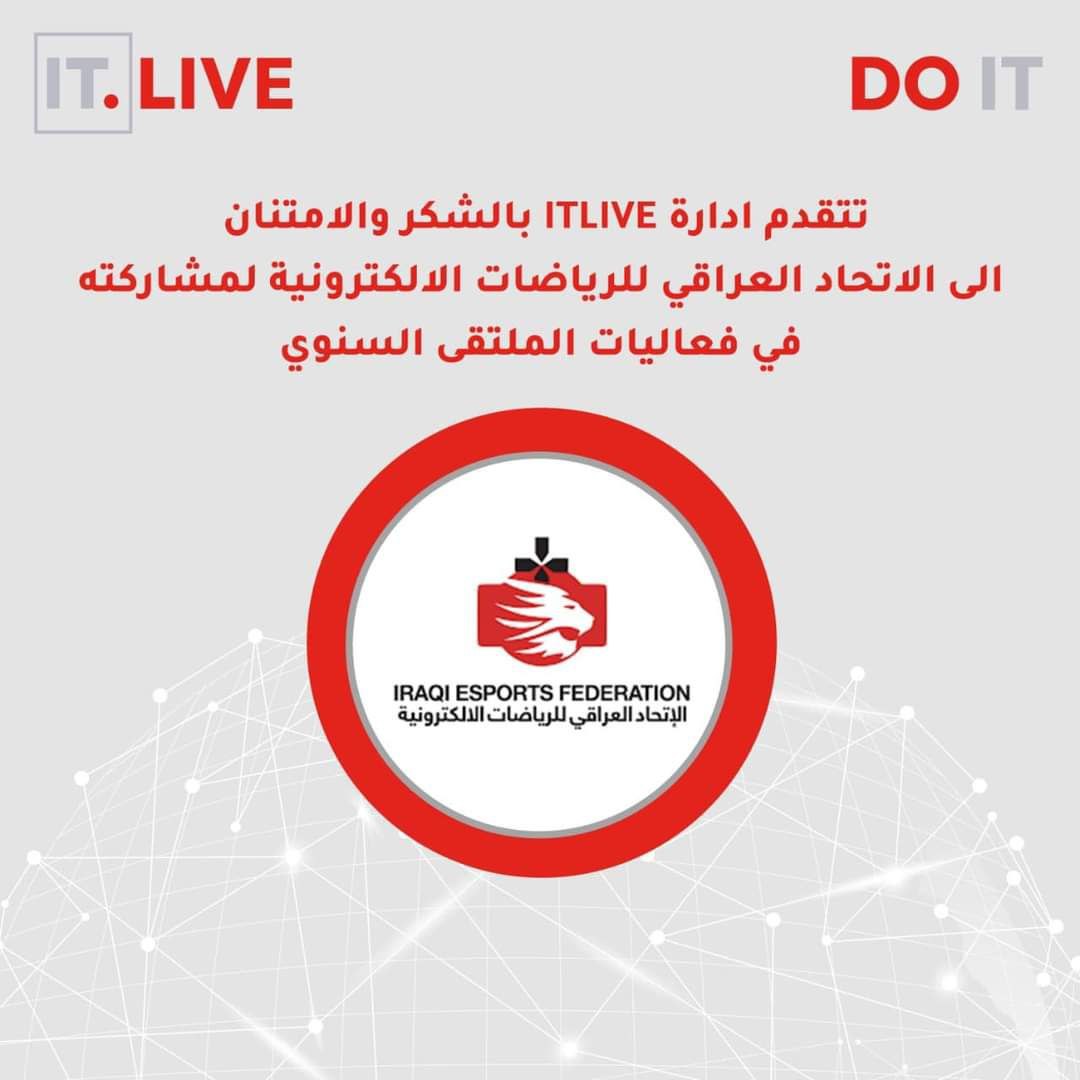 IT. LIVE
DO IT
تتقدم ادارة ITLIVE بالشكر والامتنان
الى الاتحاد العراقي للرياضات الالكترونية لمشاركته
في فعاليات الملتقى السنوي
IRAQI ESPORTS FEDERATION
الإتحاد العراقي للرياضات الالكترونية